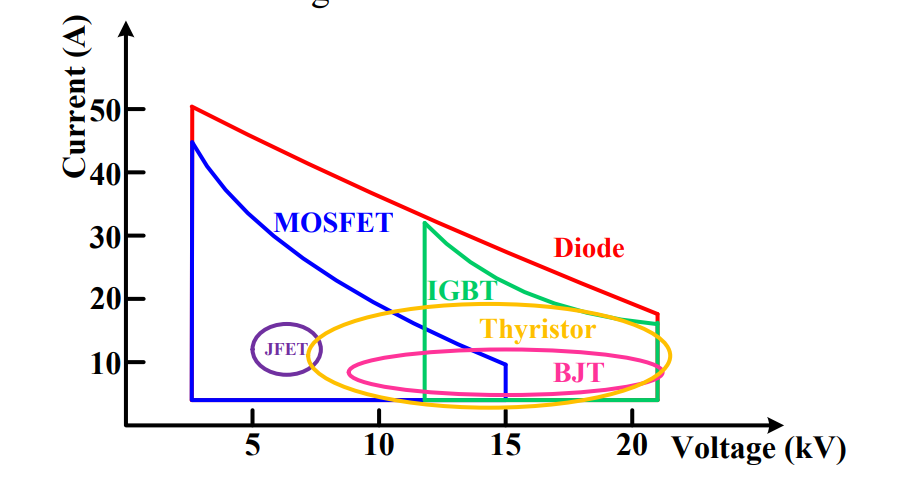 Current (A)
50
40
30
20
10
MOSFET
Diode
IGBT
Thyristor
JFET
BJT
5
10
15
20
Voltage (kV)